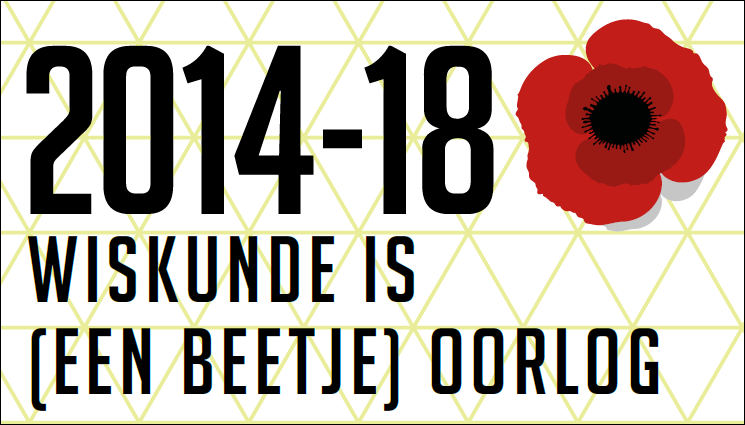 2014-18
WISKUNDE IS
(EEN BEETJE) OORLOG